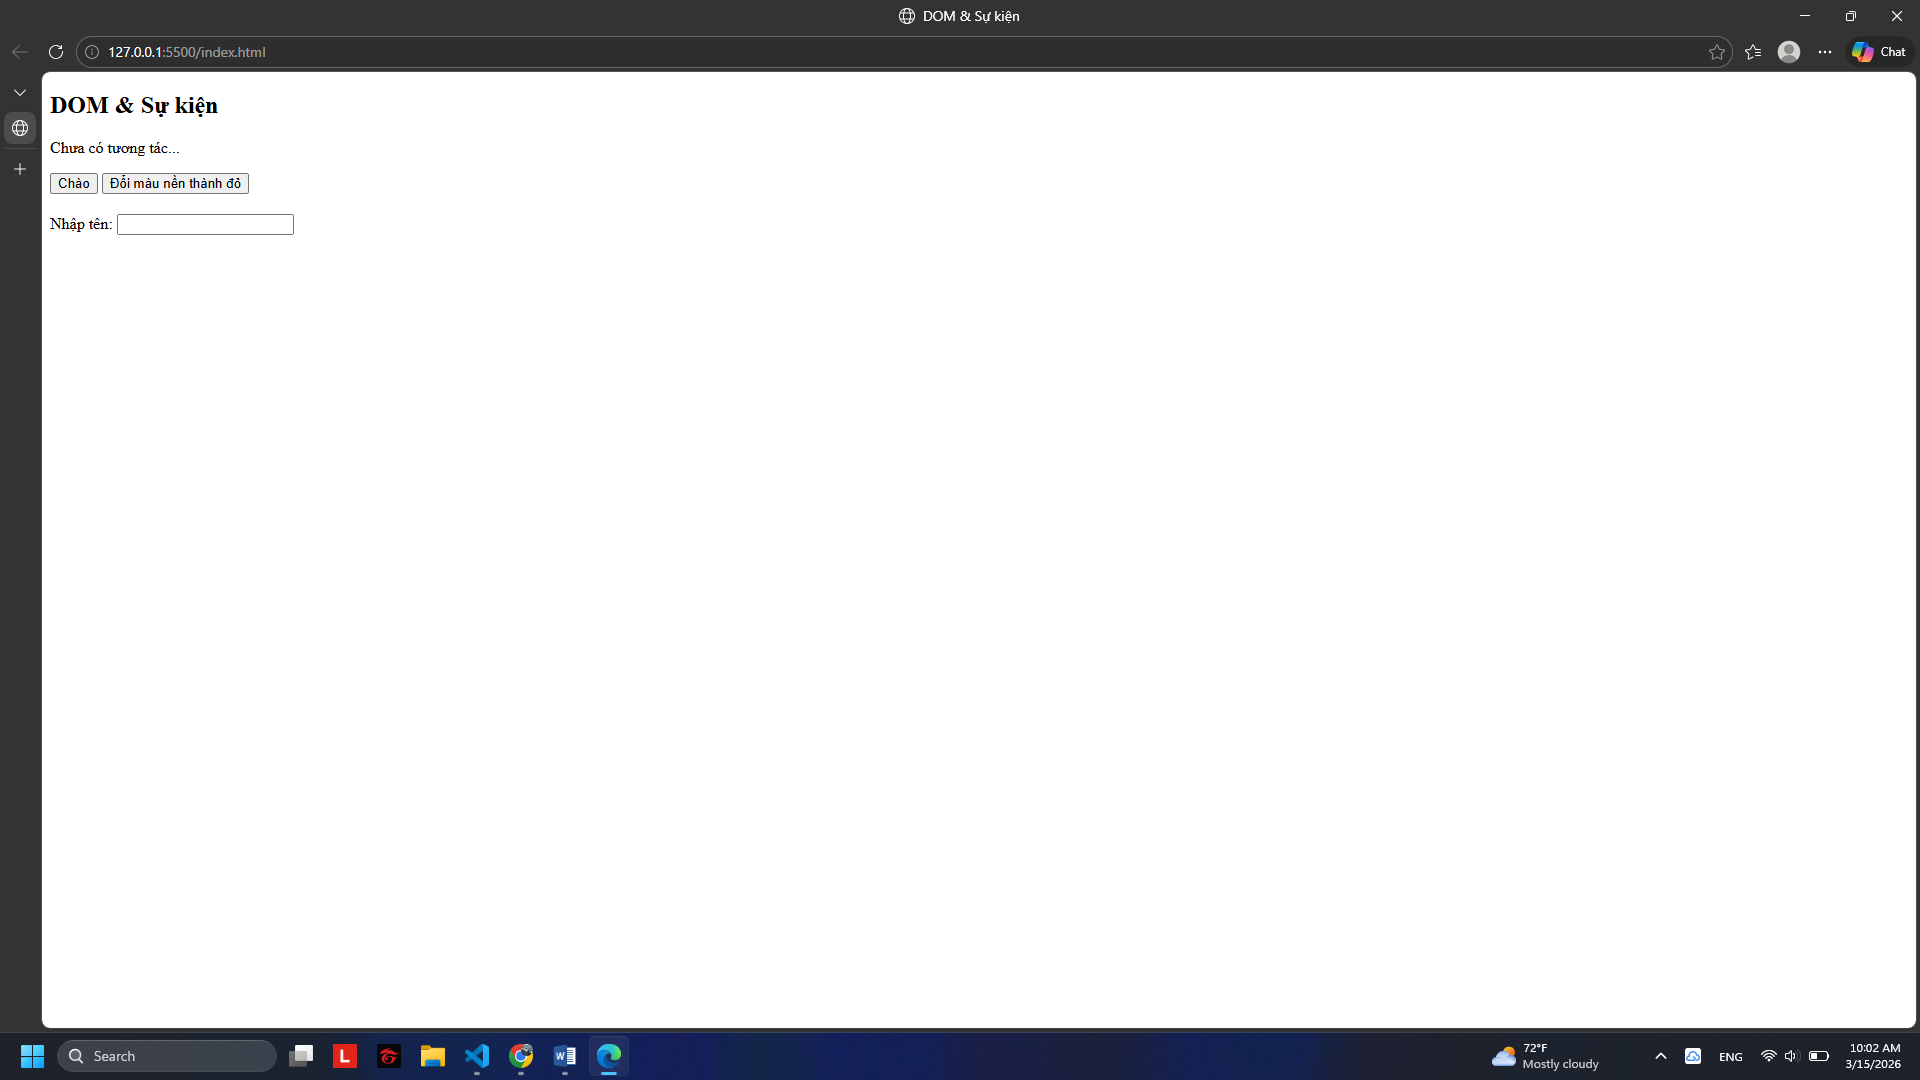 DOM & Sự kiện
127.0.0.1:5500/index.html
Chat
DOM & Sự kiện
Chưa có tương tác...
Chào Đổi màu nền thành đỏ
Nhập tên:
Search
L
W
72°F
Mostly cloudy
ENG
10:02 AM
3/15/2026